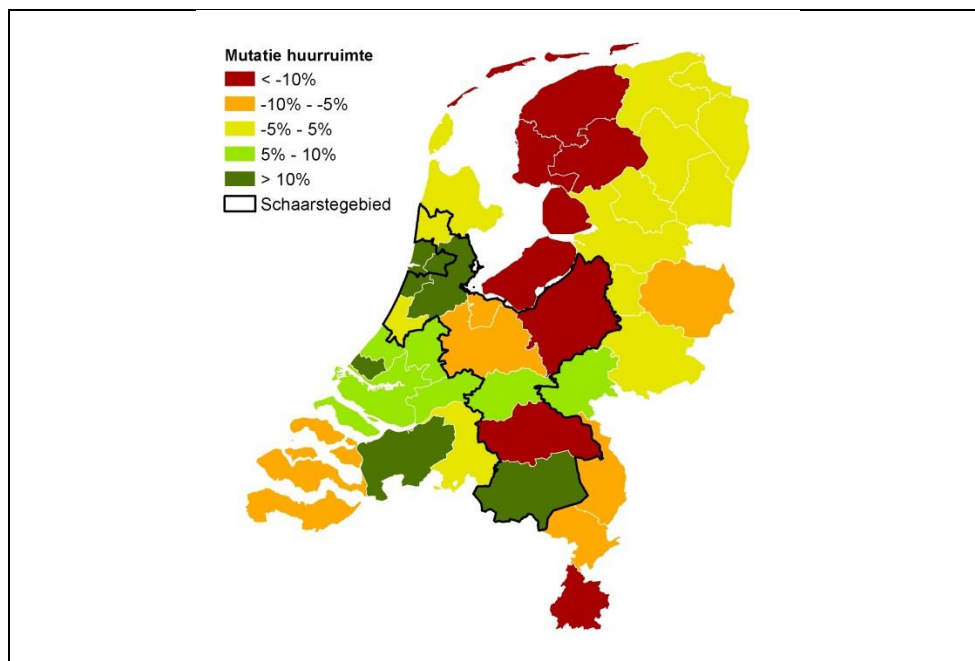 Mutatie huurruimte
< -10%
-10% - -5%
-5% - 5%
5% - 10%
> 10%
Schaarstegebied